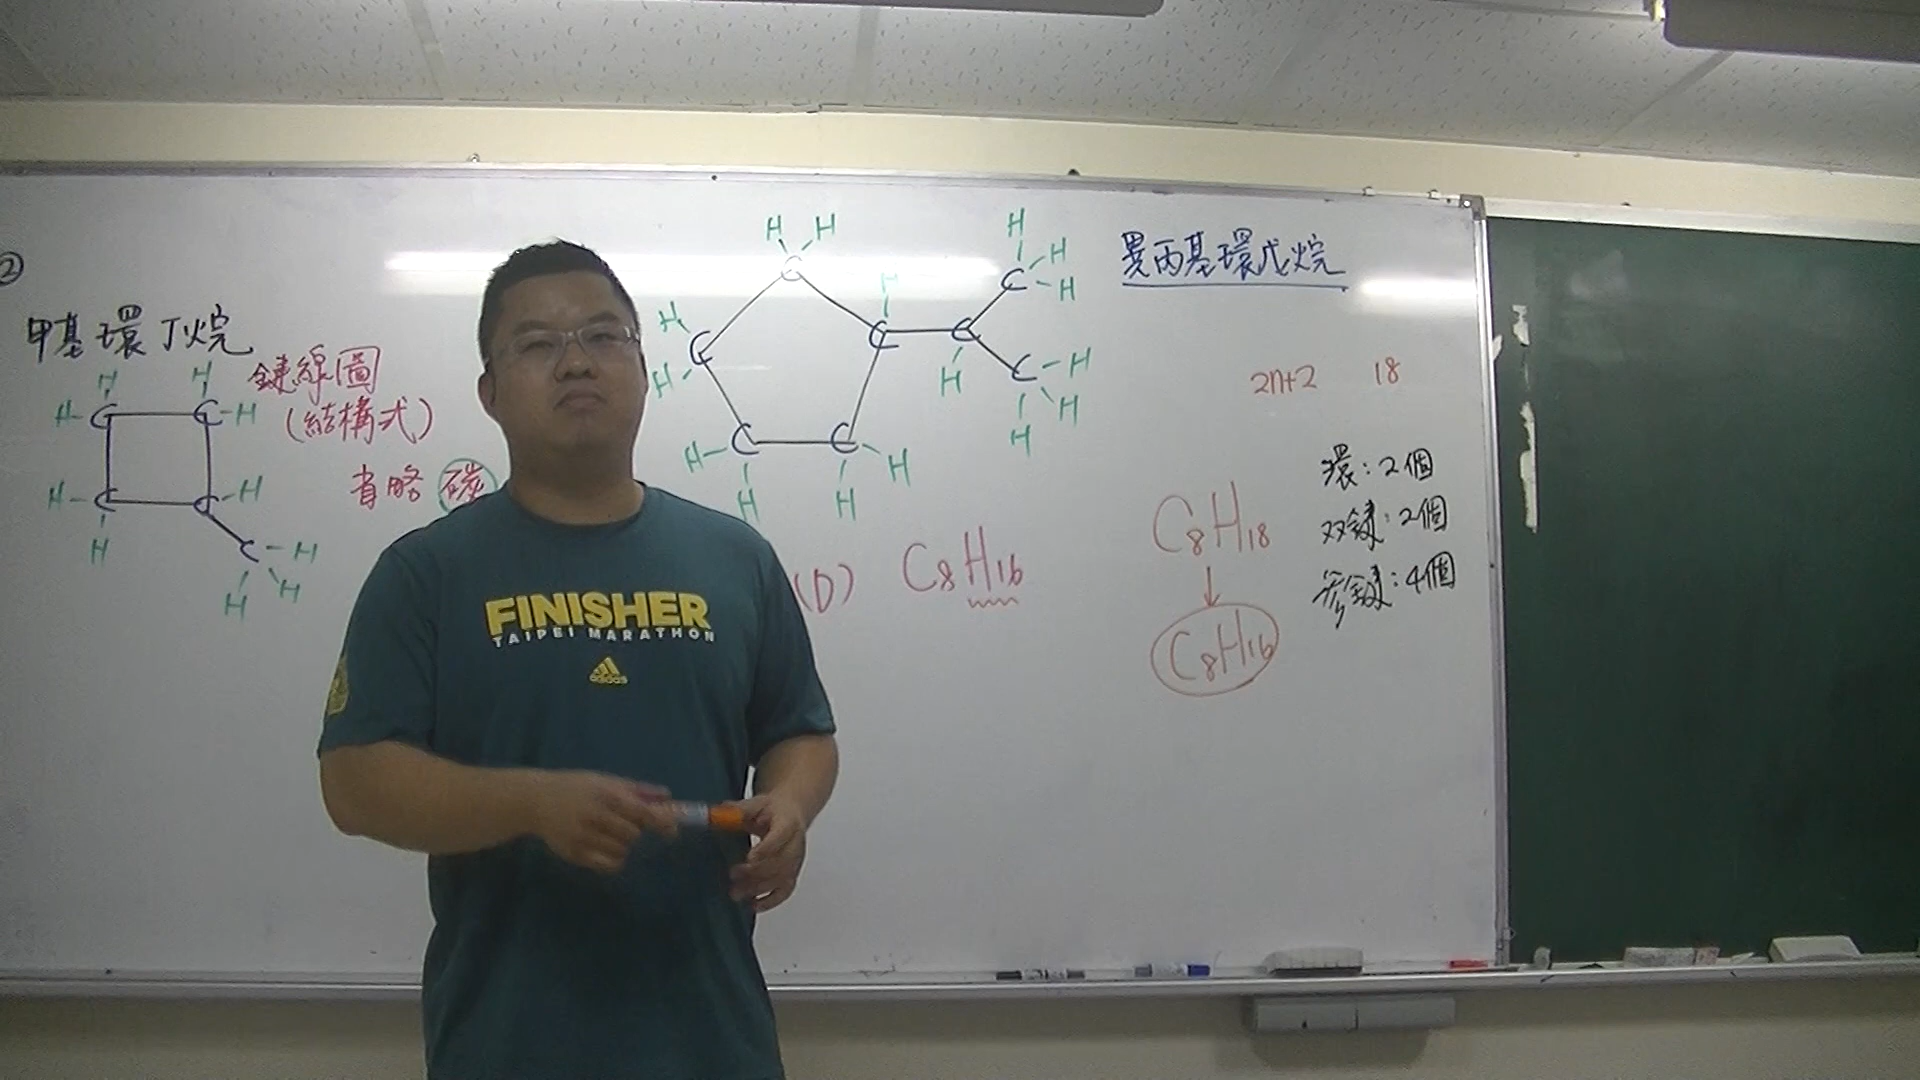 ②
甲基環丁烷
鍵線圖
(結構式)
省略 碳
H H
H- C C -H
H- C C -H
H
C -H
H H
H H
C
H
H C
H
C
H- C C H
H H
C
H
H
H
C -H
H
C -H
H H
異丙基環戊烷
2n+2 18
(D) C8H16
C8H18
↓
C8H16
環:2個
双鍵:2個
参鍵:4個
FINISHER
TAIPEI MARATHON
adidas